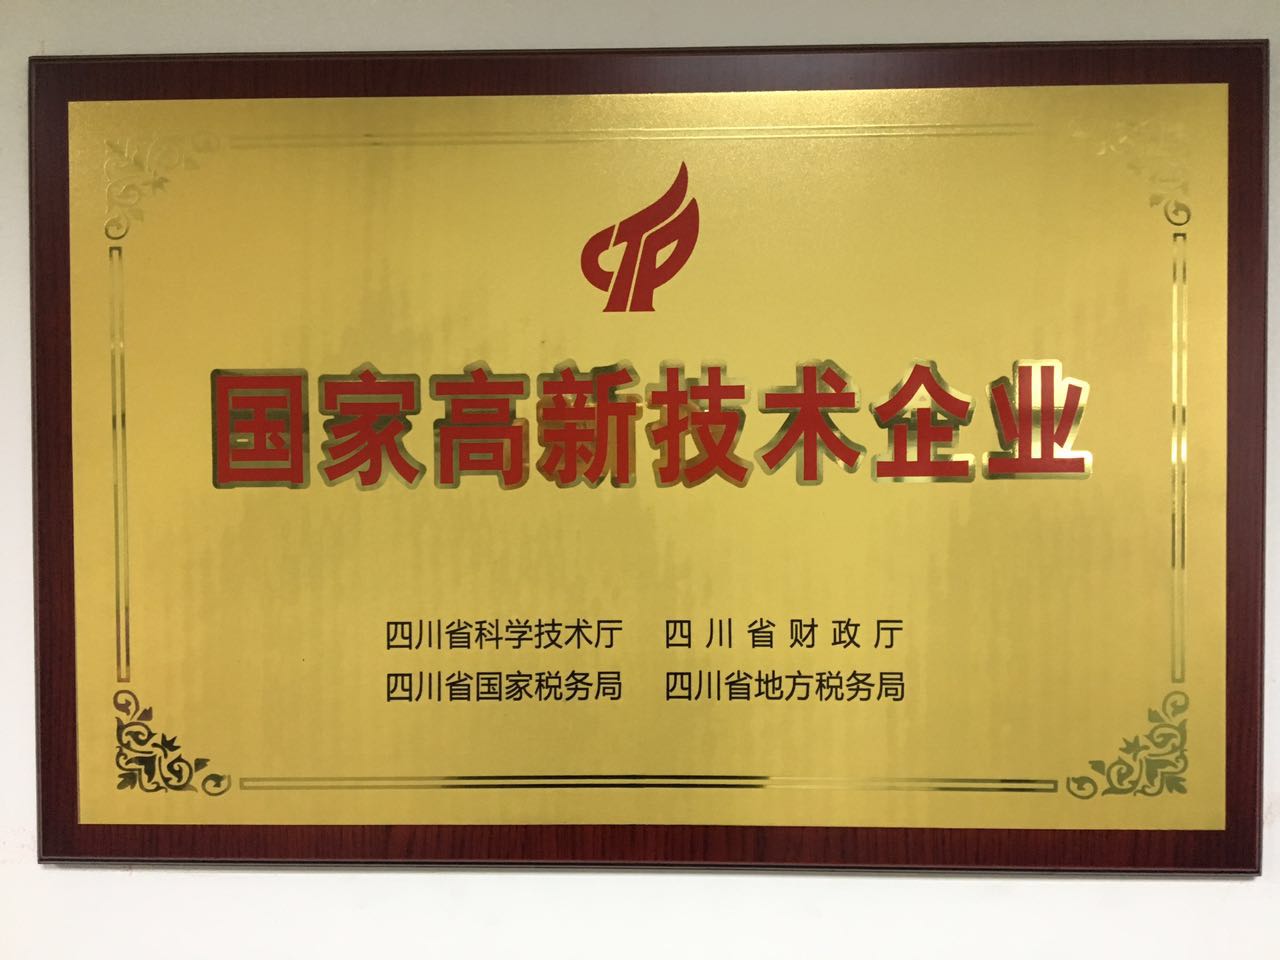 CTP
国家高新技术企业
四川省科学技术厅 四川省财政厅
四川省国家税务局 四川省地方税务局